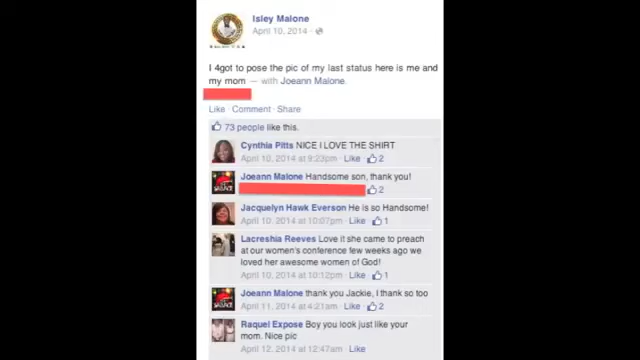 Isley Malone
April 10, 2014 ·
I 4got to pose the pic of my last status here is me and
my mom — with Joeann Malone.
Like · Comment · Share
73 people like this.
Cynthia Pitts NICE I LOVE THE SHIRT
April 10, 2014 at 9:23pm · Like · 2
Joeann Malone Handsome son, thank you!
2
Jacquelyn Hawk Everson He is so Handsome!
April 10, 2014 at 10:07pm · Like · 1
Lacreshia Reeves Love it she came to preach
at our women's conference few weeks ago we
loved her awesome women of God!
April 10, 2014 at 10:12pm · Like · 1
Joeann Malone thank you Jackie, I thank so too
April 11, 2014 at 4:21am · Like · 2
Raquel Expose Boy you look just like your
mom. Nice pic
April 12, 2014 at 12:47am · Like